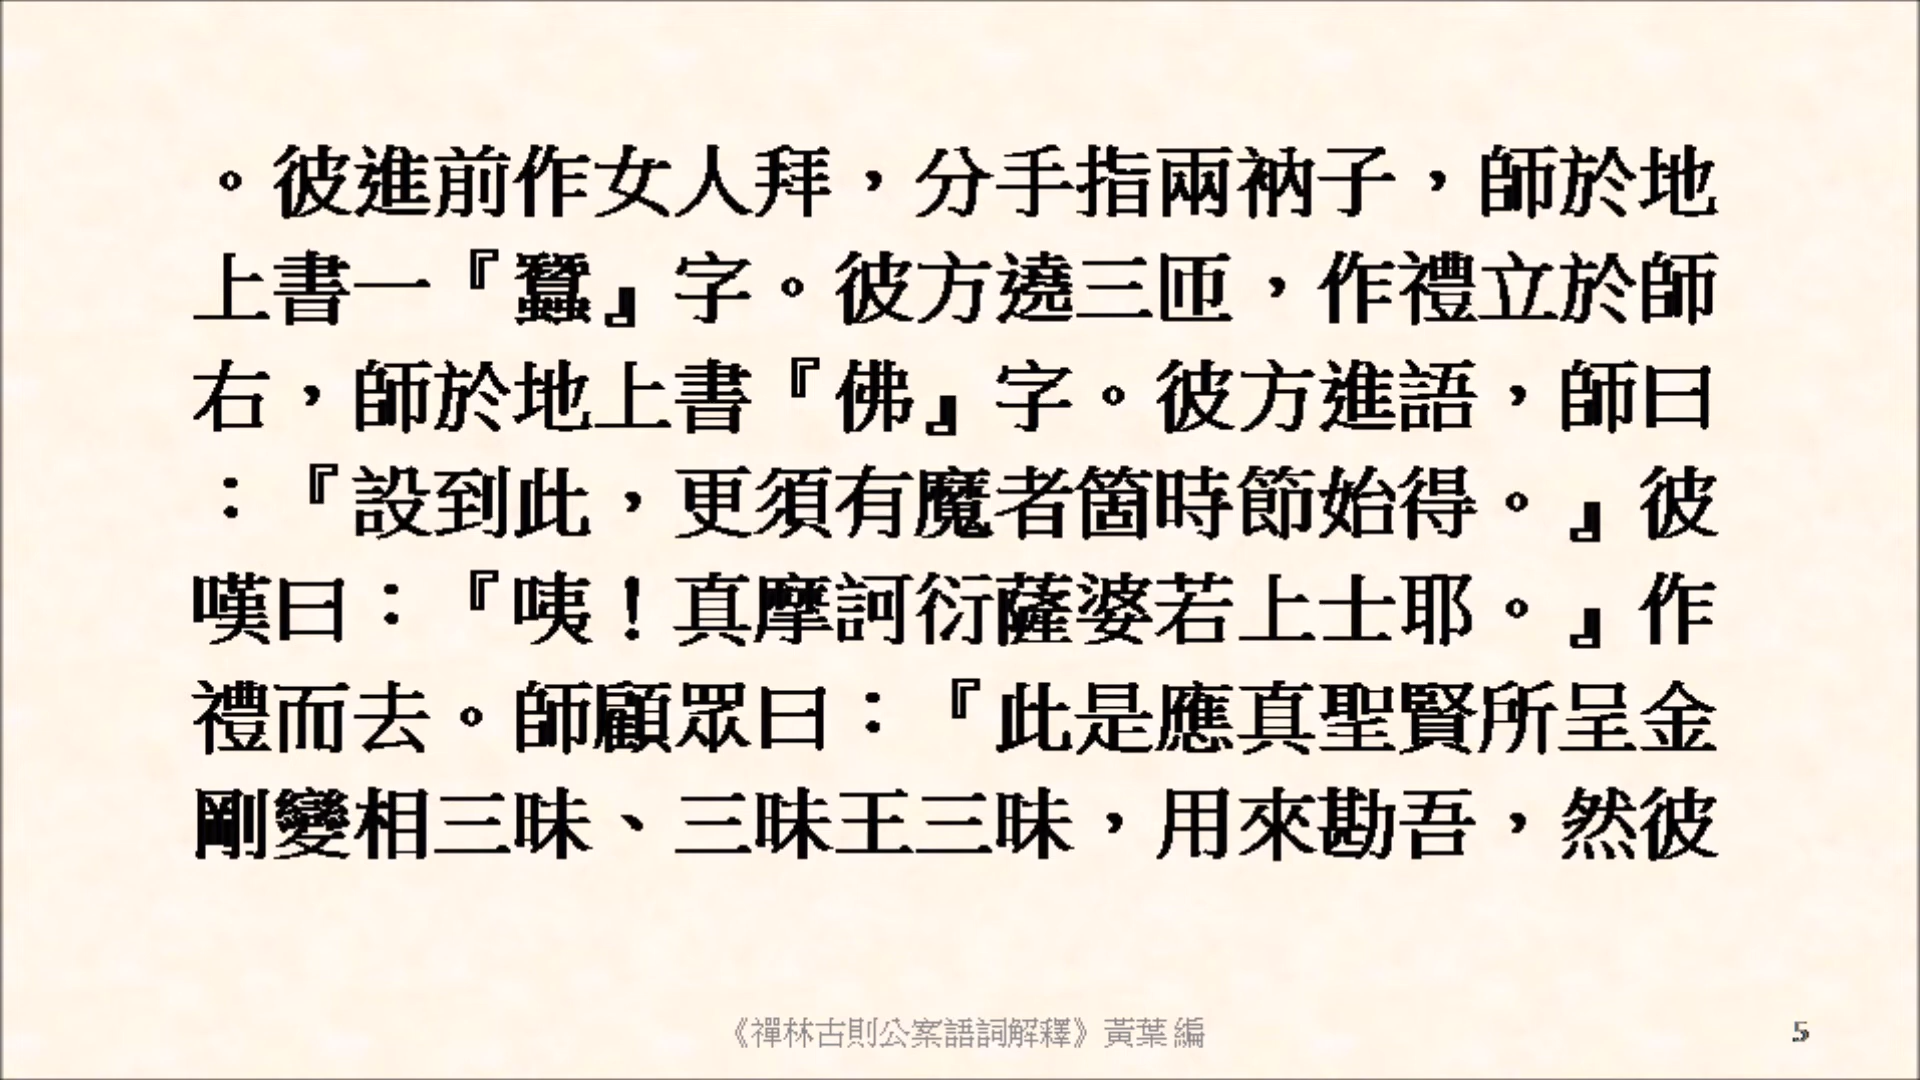 。彼進前作女人拜，分手指兩衲子，師於地
上書一『蠶』字。彼方遶三匝，作禮立於師
右，師於地上書『佛』字。彼方進語，師曰
：『設到此，更須有魔者箇時節始得。』彼
嘆曰：『咦！真摩訶衍薩婆若上士耶。』作
禮而去。師顧眾曰：『此是應真聖賢所呈金
剛變相三昧、三昧王三昧，用來勘吾，然彼
《禪林古則公案語詞解釋》黃葉 編
5